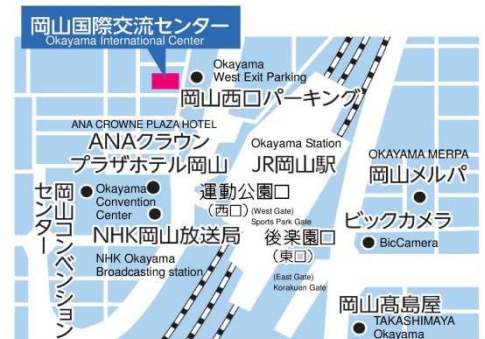 岡山国際交流センター
Okayama International Center
Okayama
West Exit Parking
岡山西口パーキング
ANA CROWNE PLAZA HOTEL
ANAクラウン
プラザホテル岡山
Okayama Station
JR岡山駅
OKAYAMA MERPA
岡山メルパ
岡山コンベンション
センター
Okayama
Convention
Center
運動公園口
(西口)
(West Gate)
Sports Park Gate
ビックカメラ
BicCamera
NHK岡山放送局
NHK Okayama
Broadcasting station
後楽園口
(東口)
(East Gate)
Korakuen Gate
岡山髙島屋
TAKASHIMAYA
Okayama